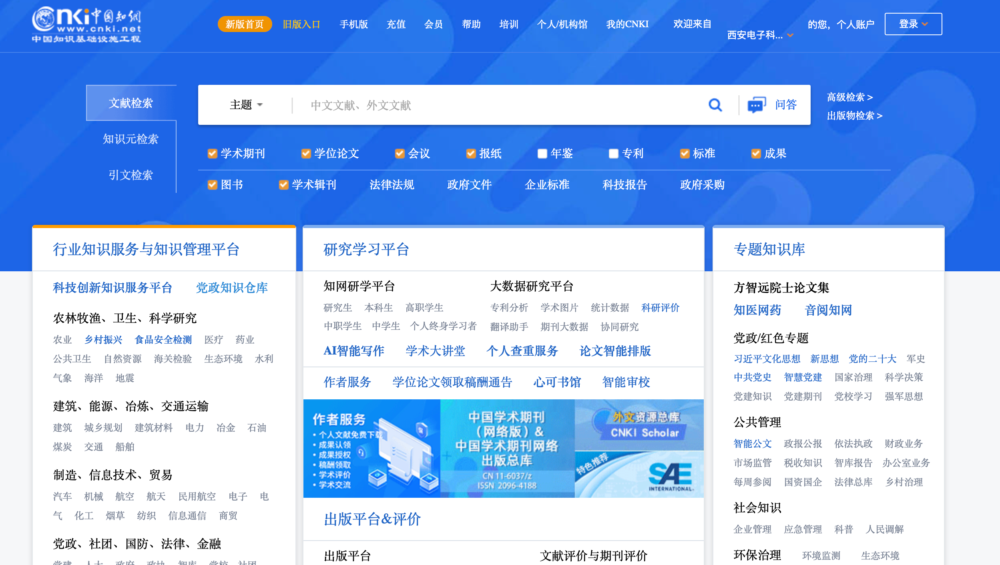 Cnki中国知网
www.cnki.net
中国知识基础设施工程
新版首页 旧版入口 手机版 充值 会员 帮助 培训 个人/机构馆 我的CNKI 欢迎来自 西安电子科... 的您，个人账户 登录
文献检索
知识元检索
引文检索
主题 中文文献、外文文献 问答
高级检索 >
出版物检索 >
学术期刊 学位论文 会议 报纸 年鉴 专利 标准 成果
图书 学术辑刊 法律法规 政府文件 企业标准 科技报告 政府采购
行业知识服务与知识管理平台
科技创新知识服务平台 党政知识仓库
农林牧渔、卫生、科学研究
农业 乡村振兴 食品安全检测 医疗 药业
公共卫生 自然资源 海关检验 生态环境 水利
气象 海洋 地震
建筑、能源、冶炼、交通运输
建筑 城乡规划 建筑材料 电力 冶金 石油
煤炭 交通 船舶
制造、信息技术、贸易
汽车 机械 航空 航天 民用航空 电子 电
气 化工 烟草 纺织 信息通信 商贸
党政、社团、国防、法律、金融
党建 人大 政府 政协 智库 党校 社团
研究学习平台
知网研学平台
研究生 本科生 高职学生
中职学生 中学生 个人终身学习者
大数据研究平台
专利分析 学术图片 统计数据 科研评价
翻译助手 期刊大数据 协同研究
AI智能写作 学术大讲堂 个人查重服务 论文智能排版
作者服务 学位论文领取稿酬通告 心可书馆 智能审校
作者服务
• 个人文献免费下载
• 成果认领
• 成果授权
• 稿酬领取
• 学术评价
• 学术交流
中国学术期刊
（网络版）&
中国学术期刊网络
出版总库
CN 11-6037/z
ISSN 2096-4188
外文资源总库
CNKI Scholar
特色推荐
SAE
INTERNATIONAL.
出版平台&评价
出版平台
文献评价与期刊评价
专题知识库
方智远院士论文集
知医网药 音阅知网
党政/红色专题
习近平文化思想 新思想 党的二十大 军史
中共党史 智慧党建 国家治理 科学决策
党建知识 党建期刊 党校学习 强军思想
公共管理
智能公文 政报公报 依法执政 财政业务
市场监管 税收知识 智库报告 办公室业务
每周参阅 国资国企 法律总库 乡村治理
社会知识
企业管理 应急管理 科普 人民调解
环保治理 环境监测 生态环境